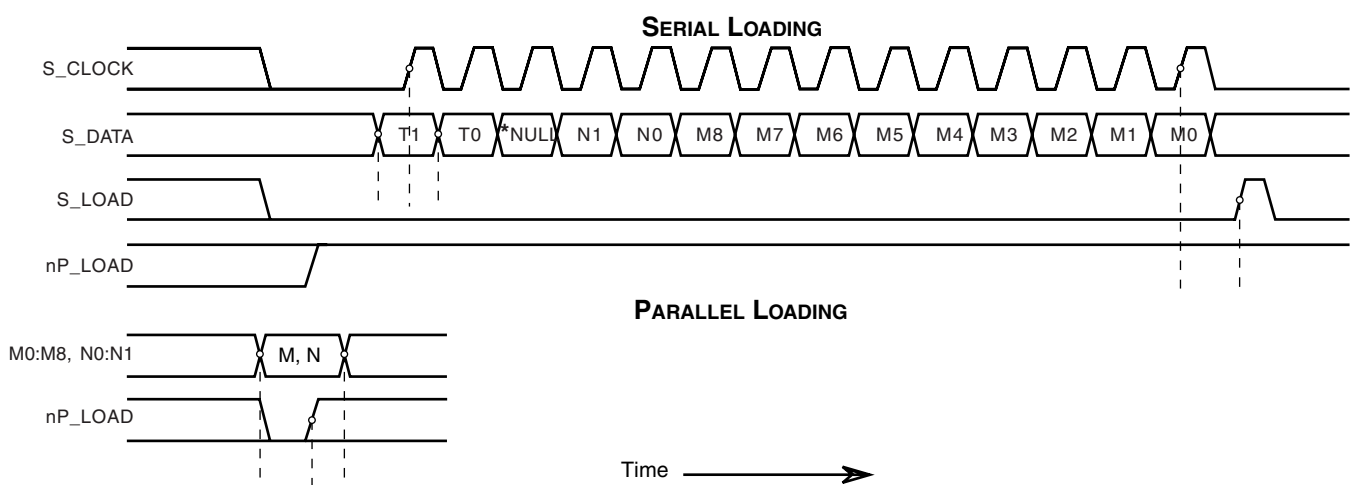 SERIAL LOADING
S_CLOCK
S_DATA T1 T0 *NULL N1 N0 M8 M7 M6 M5 M4 M3 M2 M1 M0
S_LOAD
nP_LOAD
PARALLEL LOADING
M0:M8, N0:N1 M, N
nP_LOAD
Time